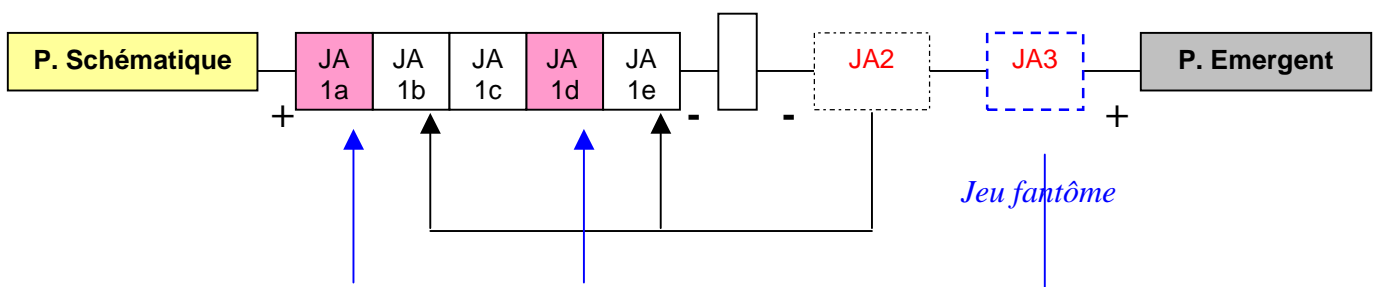 P. Schématique
JA
1a
JA
1b
JA
1c
JA
1d
JA
1e
JA2
JA3
P. Emergent
+
-
-
+
Jeu fantôme